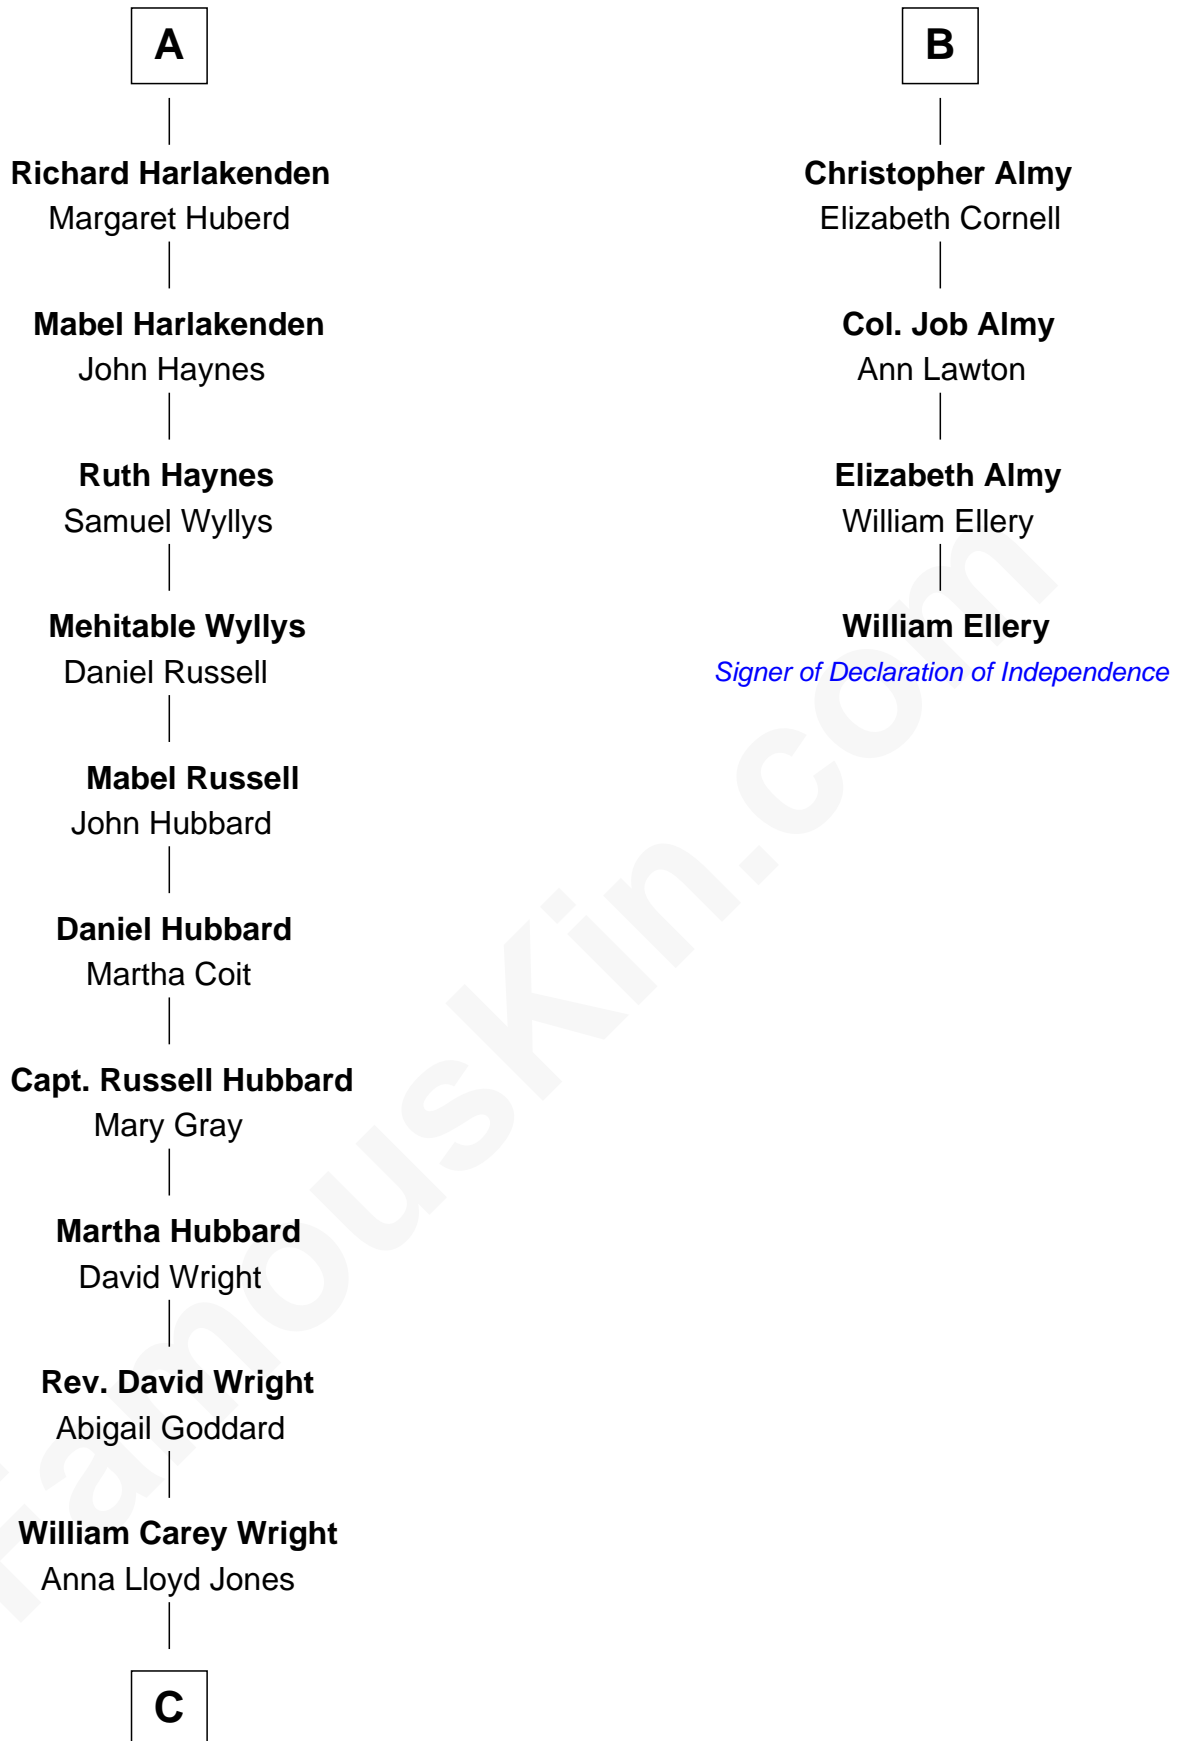 A
Richard Harlakenden
Margaret Huberd
Mabel Harlakenden
John Haynes
Ruth Haynes
Samuel Wyllys
Mehitable Wyllys
Daniel Russell
Mabel Russell
John Hubbard
Daniel Hubbard
Martha Coit
Capt. Russell Hubbard
Mary Gray
Martha Hubbard
David Wright
Rev. David Wright
Abigail Goddard
William Carey Wright
Anna Lloyd Jones
C
B
Christopher Almy
Elizabeth Cornell
Col. Job Almy
Ann Lawton
Elizabeth Almy
William Ellery
William Ellery
Signer of Declaration of Independence
FamousKin.com